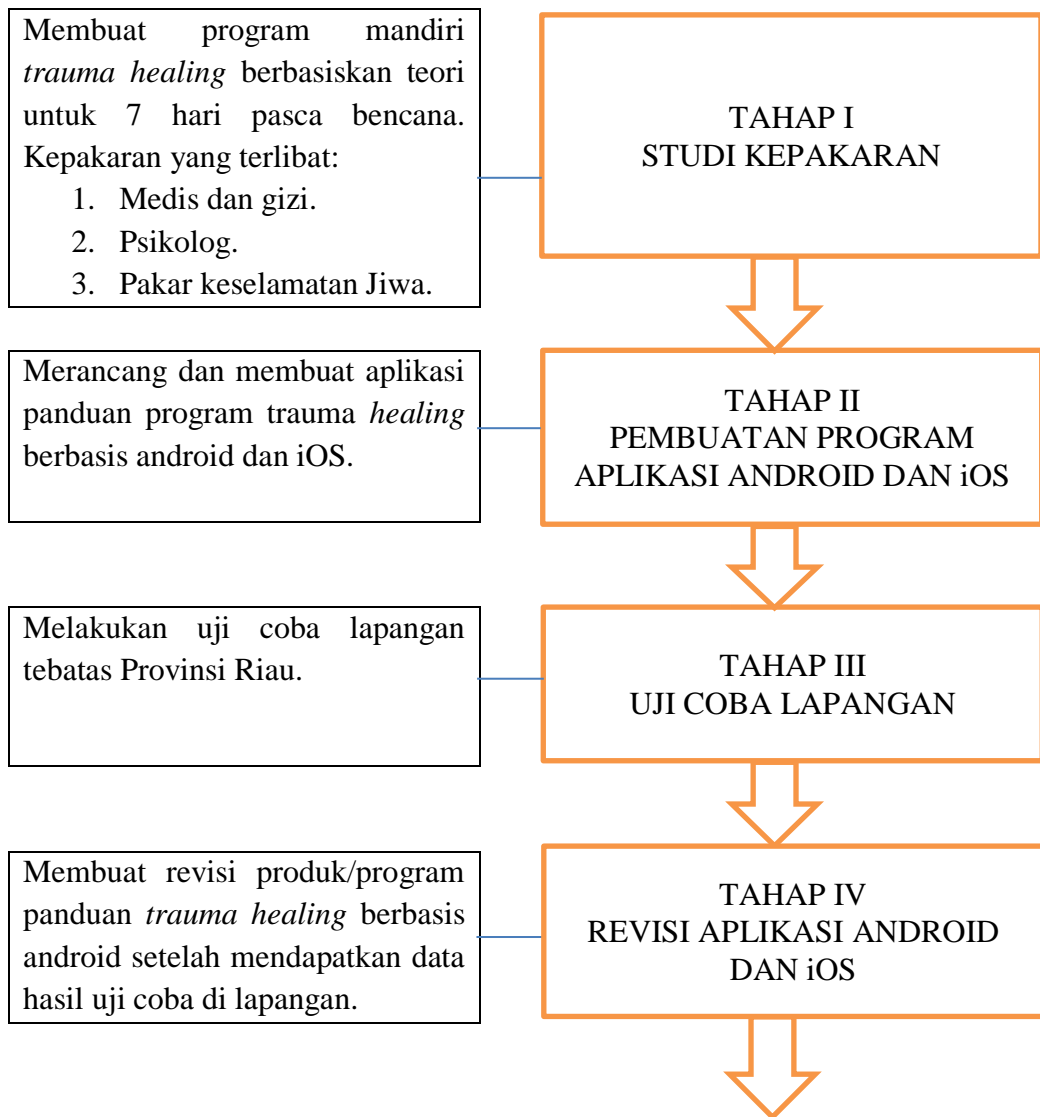 Membuat program mandiri
trauma healing berbasiskan teori
untuk 7 hari pasca bencana.
Kepakaran yang terlibat:
1. Medis dan gizi.
2. Psikolog.
3. Pakar keselamatan Jiwa.
TAHAP I
STUDI KEPAKARAN
Merancang dan membuat aplikasi
panduan program trauma healing
berbasis android dan iOS.
TAHAP II
PEMBUATAN PROGRAM
APLIKASI ANDROID DAN iOS
Melakukan uji coba lapangan
tebatas Provinsi Riau.
TAHAP III
UJI COBA LAPANGAN
Membuat revisi produk/program
panduan trauma healing berbasis
android setelah mendapatkan data
hasil uji coba di lapangan.
TAHAP IV
REVISI APLIKASI ANDROID
DAN iOS